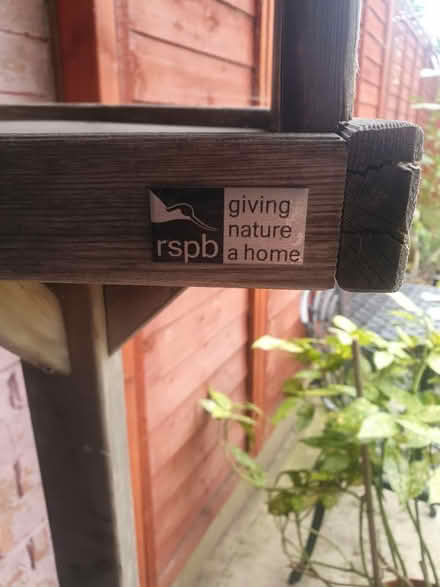 rspb
giving
nature
a home